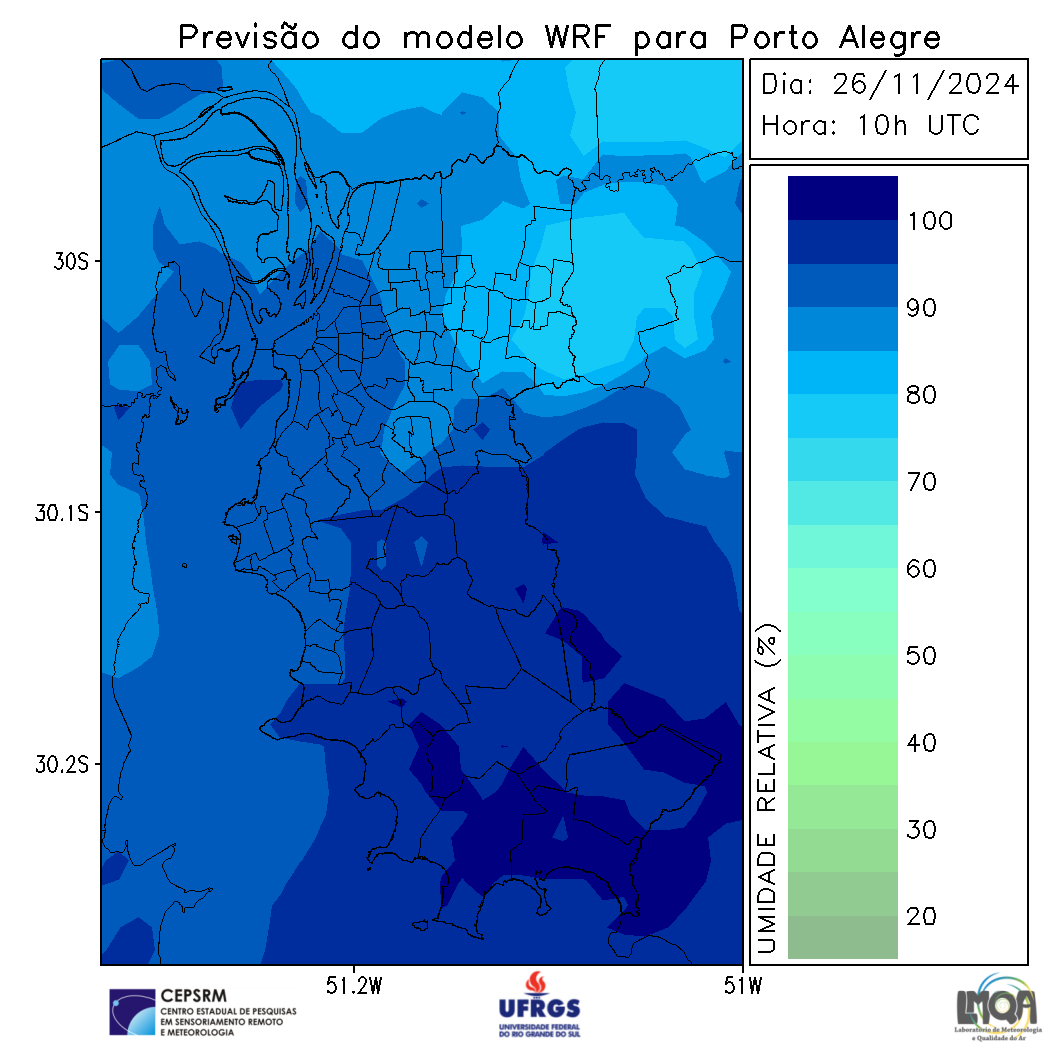 Previsão do modelo WRF para Porto Alegre
Dia: 26/11/2024
Hora: 10h UTC
100
90
80
70
60
50
40
30
20
UMIDADE RELATIVA (%)
30S
30.1S
30.2S
51.2W
51W
CEPSRM
CENTRO ESTADUAL DE PESQUISAS
EM SENSORIAMENTO REMOTO
E METEOROLOGIA
UFRGS
UNIVERSIDADE FEDERAL
DO RIO GRANDE DO SUL
LMQA
Laboratório de Meteorologia
e Qualidade do Ar